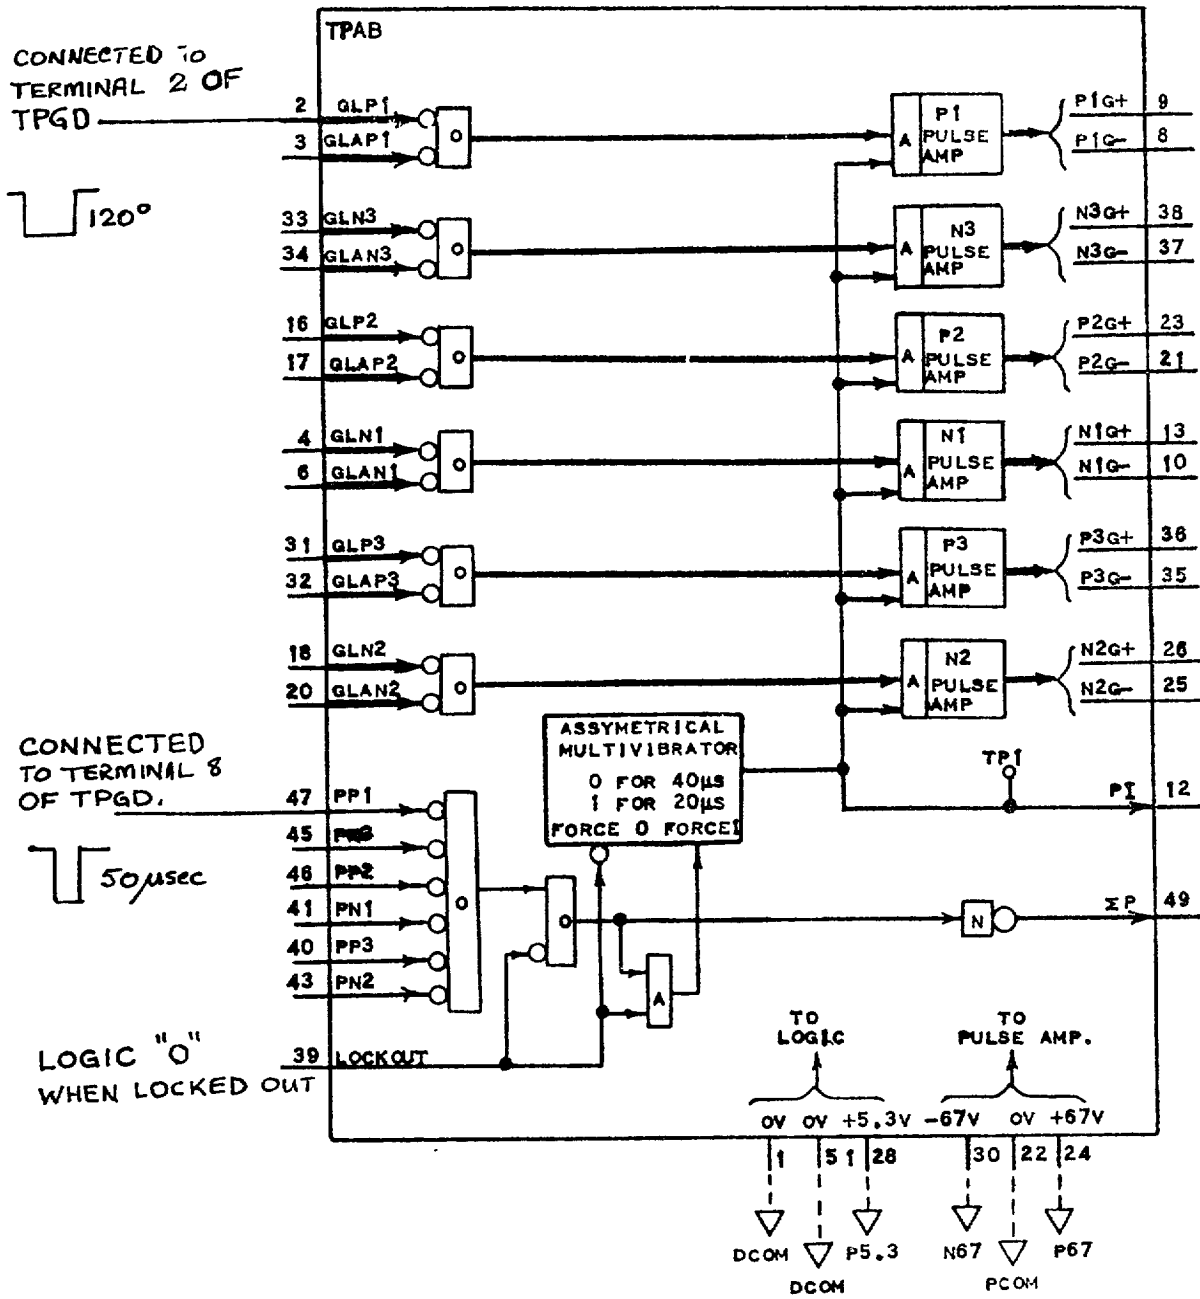 TPAB
CONNECTED TO
TERMINAL 2 OF
TPGD
2 GLP1
3 GLAP1
120°
P1
A PULSE
AMP
P1G+ 9
P1G- 8
33 GLN3
34 GLAN3
O
N3
A PULSE
AMP
N3G+ 38
N3G- 37
16 GLP2
17 GLAP2
O
P2
A PULSE
AMP
P2G+ 23
P2G- 21
4 GLN1
6 GLAN1
O
N1
A PULSE
AMP
N1G+ 13
N1G- 10
31 GLP3
32 GLAP3
O
P3
A PULSE
AMP
P3G+ 36
P3G- 35
18 GLN2
20 GLAN2
O
N2
A PULSE
AMP
N2G+ 26
N2G- 25
ASSYMETRICAL
MULTIVIBRATOR
0 FOR 40µs
1 FOR 20µs
FORCE 0 FORCE1
TP1
PI 12
CONNECTED
TO TERMINAL 8
OF TPGD.
47 PP1
45
46 PP2
41 PN1
40 PP3
43 PN2
50µsec
O
O
A
N
ΣP 49
LOGIC "O"
WHEN LOCKED OUT
39 LOCKOUT
TO
LOGIC
TO
PULSE AMP.
0V 0V +5.3V -67V 0V +67V
1 51 28 30 22 24
DCOM P5.3 N67 P67
DCOM PCOM